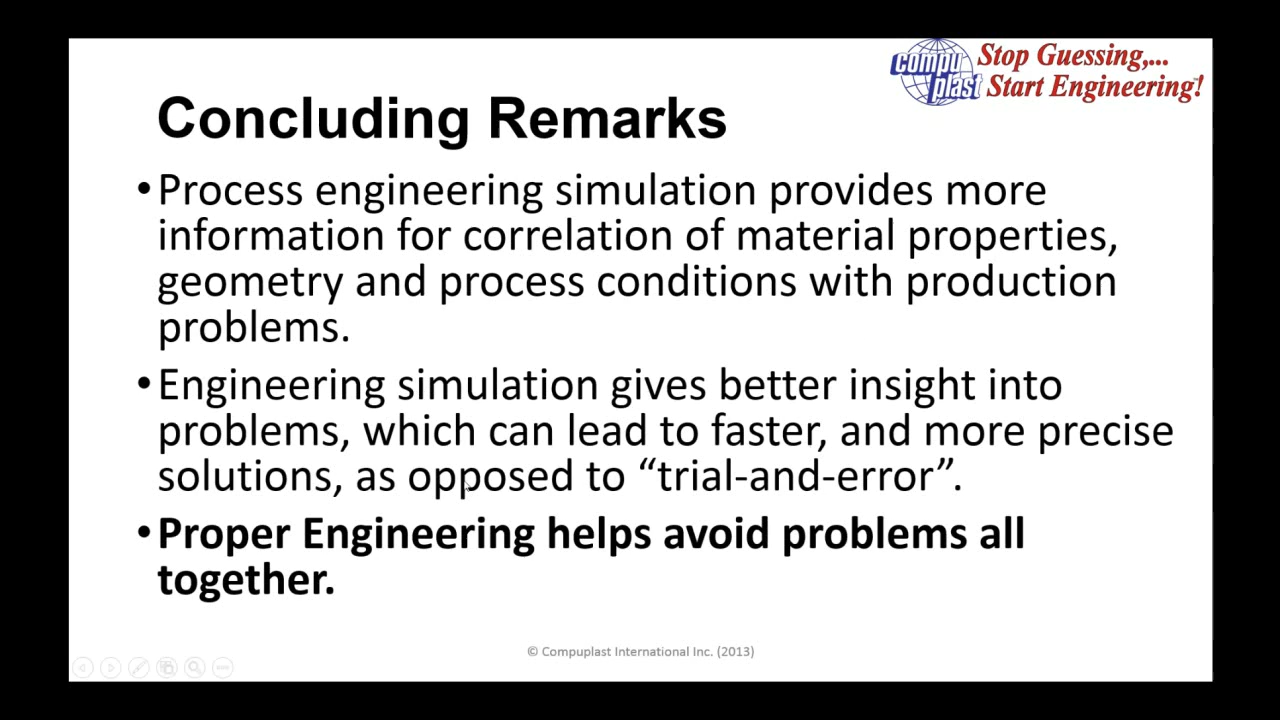 compu
plast
Stop Guessing,...
Start Engineering!
Concluding Remarks
•Process engineering simulation provides more
information for correlation of material properties,
geometry and process conditions with production
problems.
•Engineering simulation gives better insight into
problems, which can lead to faster, and more precise
solutions, as opposed to “trial-and-error”.
•Proper Engineering helps avoid problems all
together.
© Compuplast International Inc. (2013)